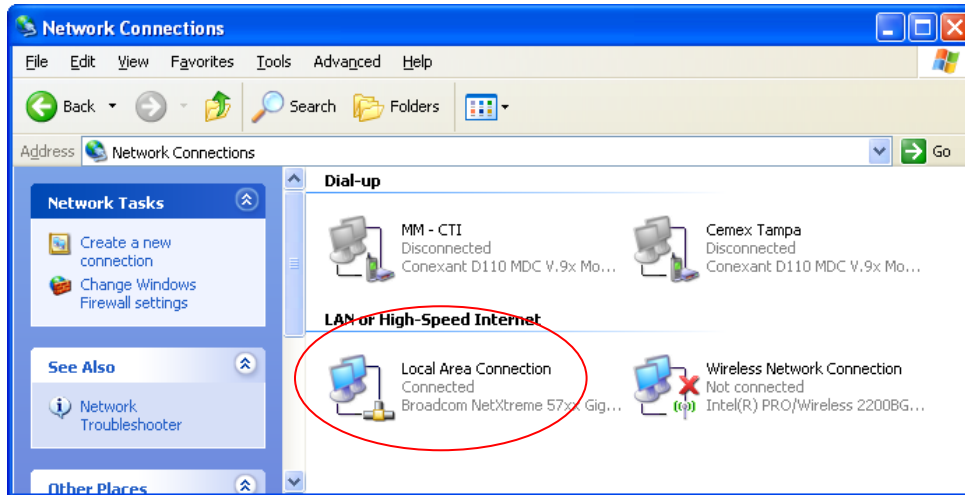 Network Connections
File Edit View Favorites Tools Advanced Help
Back Search Folders
Address Network Connections Go
Network Tasks
Create a new
connection
Change Windows
Firewall settings
See Also
Network
Troubleshooter
Other Places
Dial-up
MM - CTI
Disconnected
Conexant D110 MDC V.9x Mo...
Cemex Tampa
Disconnected
Conexant D110 MDC V.9x Mo...
LAN or High-Speed Internet
Local Area Connection
Connected
Broadcom NetXtreme 57xx Gig...
Wireless Network Connection
Not connected
Intel(R) PRO/Wireless 2200BG...